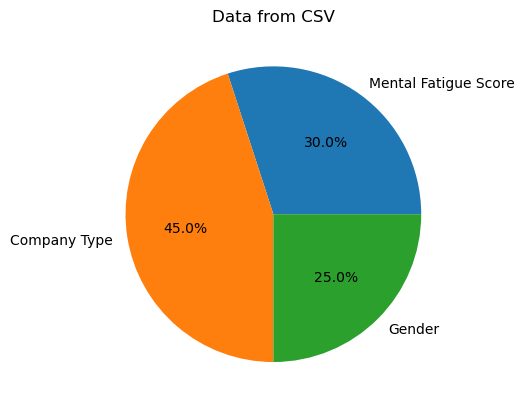 Data from CSV
Mental Fatigue Score
30.0%
45.0%
Company Type
25.0%
Gender